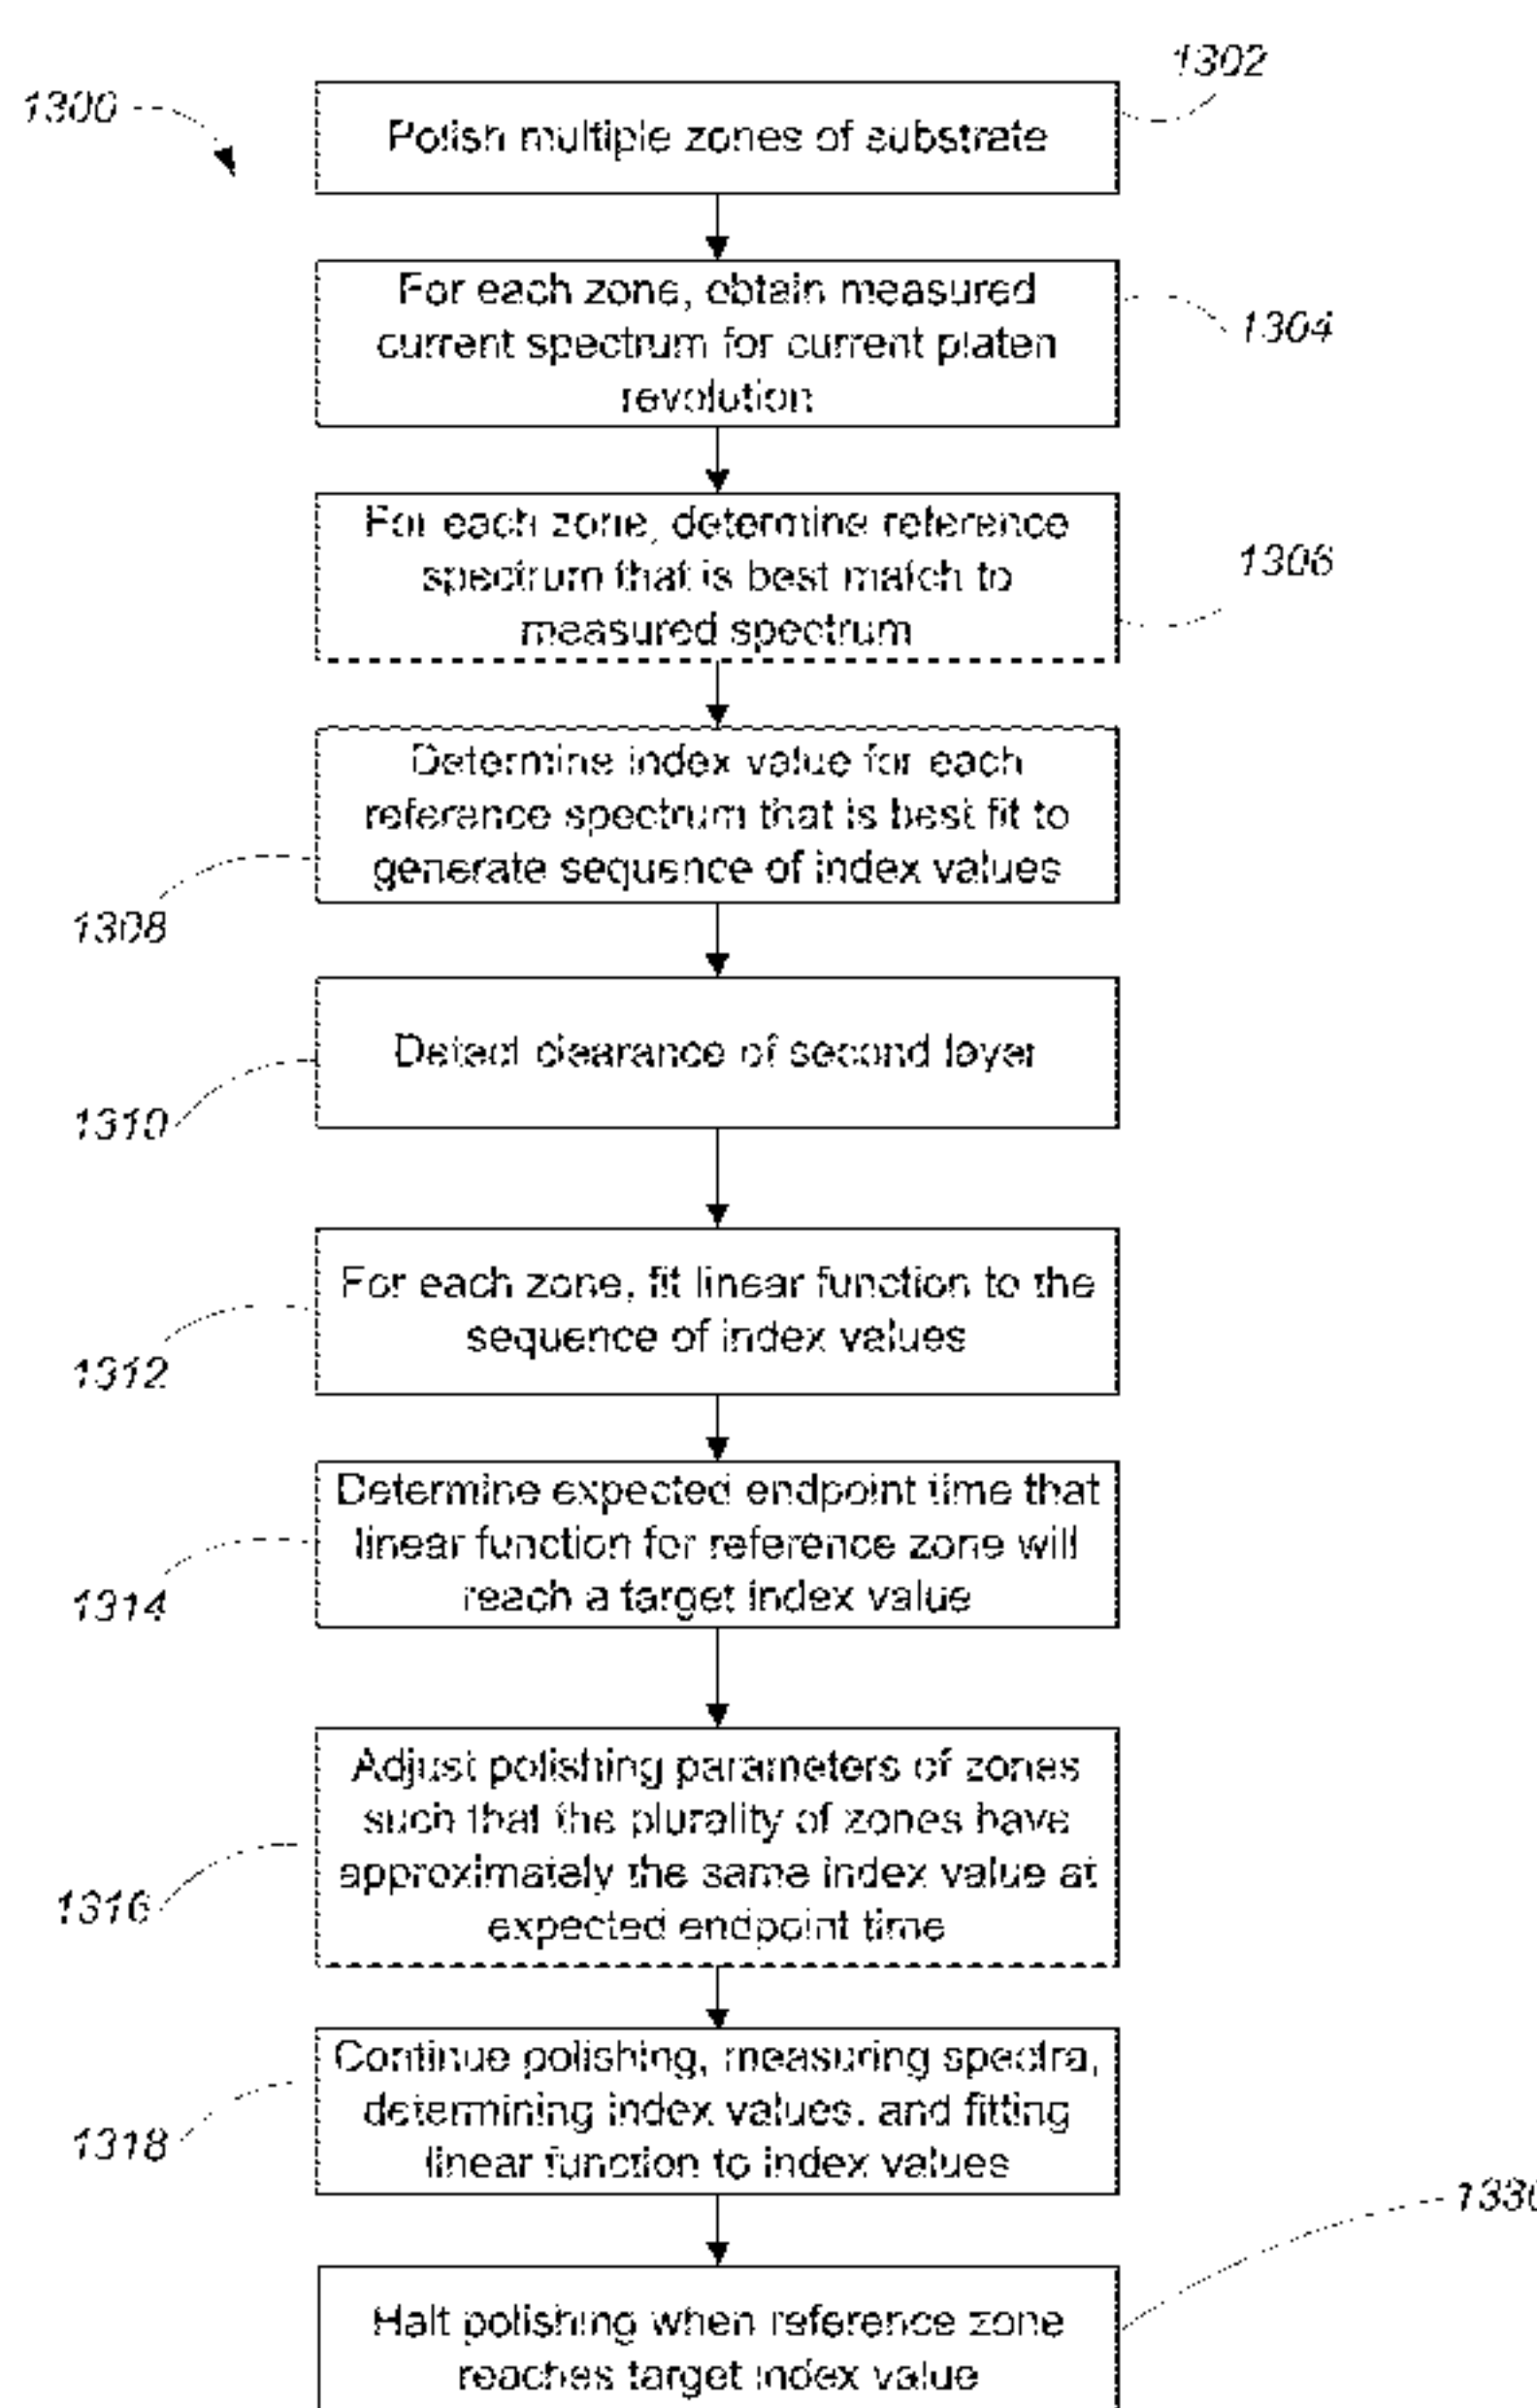 1302
1300
Polish multiple zones of substrate
For each zone, obtain measured
current spectrum for current platen
revolution
1304
For each zone, determine reference
spectrum that is best match to
measured spectrum
1306
Determine index value for each
reference spectrum that is best fit to
generate sequence of index values
1308
Detect clearance of second layer
1310
For each zone, fit linear function to the
sequence of index values
1312
Determine expected endpoint time that
linear function for reference zone will
reach a target index value
1314
Adjust polishing parameters of zones
such that the plurality of zones have
approximately the same index value at
expected endpoint time
1316
Continue polishing, measuring spectra,
determining index values, and fitting
linear function to index values
1318
Halt polishing when reference zone
reaches target index value